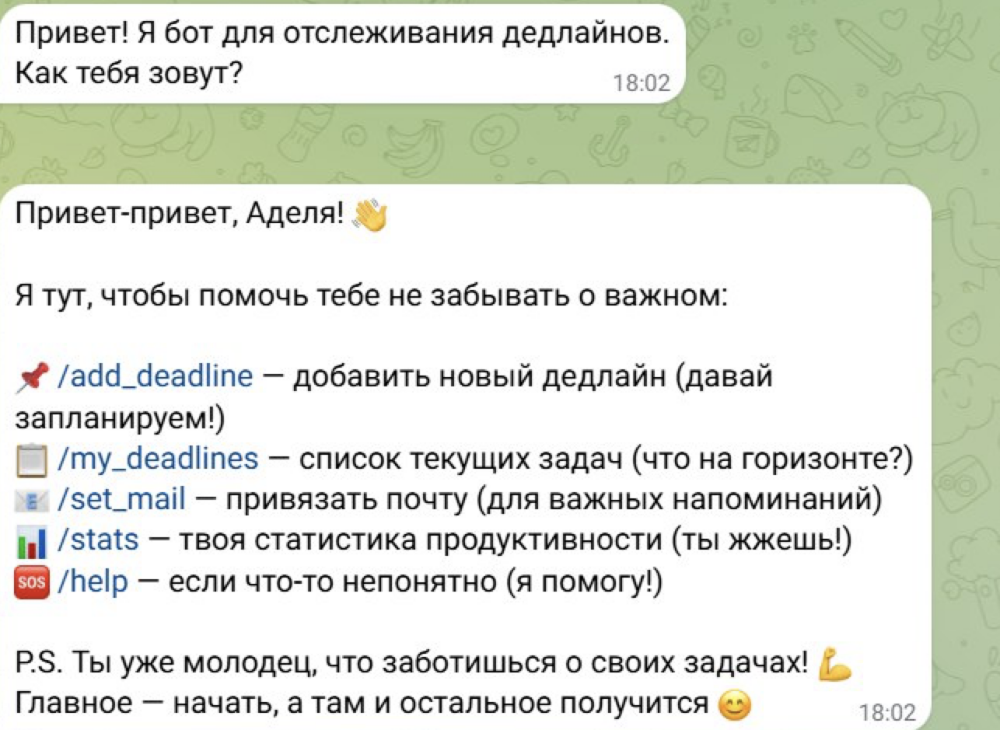 Привет! Я бот для отслеживания дедлайнов.
Как тебя зовут?
18:02
Привет-привет, Аделя! 👋
Я тут, чтобы помочь тебе не забывать о важном:
📌 /add_deadline — добавить новый дедлайн (давай
запланируем!)
📋 /my_deadlines — список текущих задач (что на горизонте?)
📧 /set_mail — привязать почту (для важных напоминаний)
📊 /stats — твоя статистика продуктивности (ты жжешь!)
🆘 /help — если что-то непонятно (я помогу!)
P.S. Ты уже молодец, что заботишься о своих задачах! 💪
Главное — начать, а там и остальное получится 😊
18:02